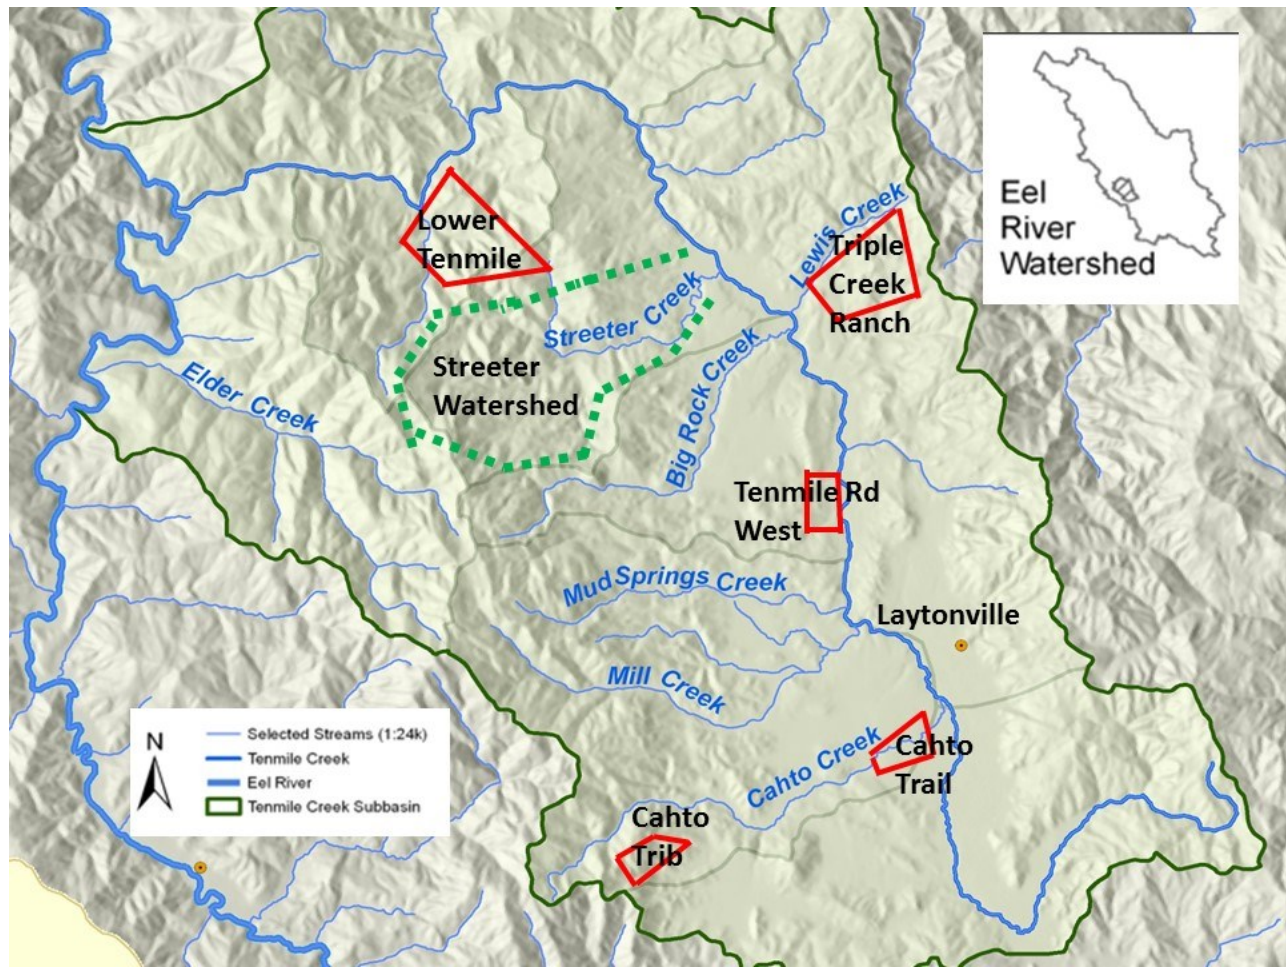 Lower
Tenmile
Lewis Creek
Triple
Creek
Ranch
Eel
River
Watershed
Streeter Creek
Streeter
Watershed
Elder Creek
Big Rock Creek
Tenmile Rd
West
Mud Springs Creek
Laytonville
Mill Creek
N
Selected Streams (1:24k)
Tenmile Creek
Eel River
Tenmile Creek Subbasin
Cahto Creek
Cahto
Trail
Cahto
Trib